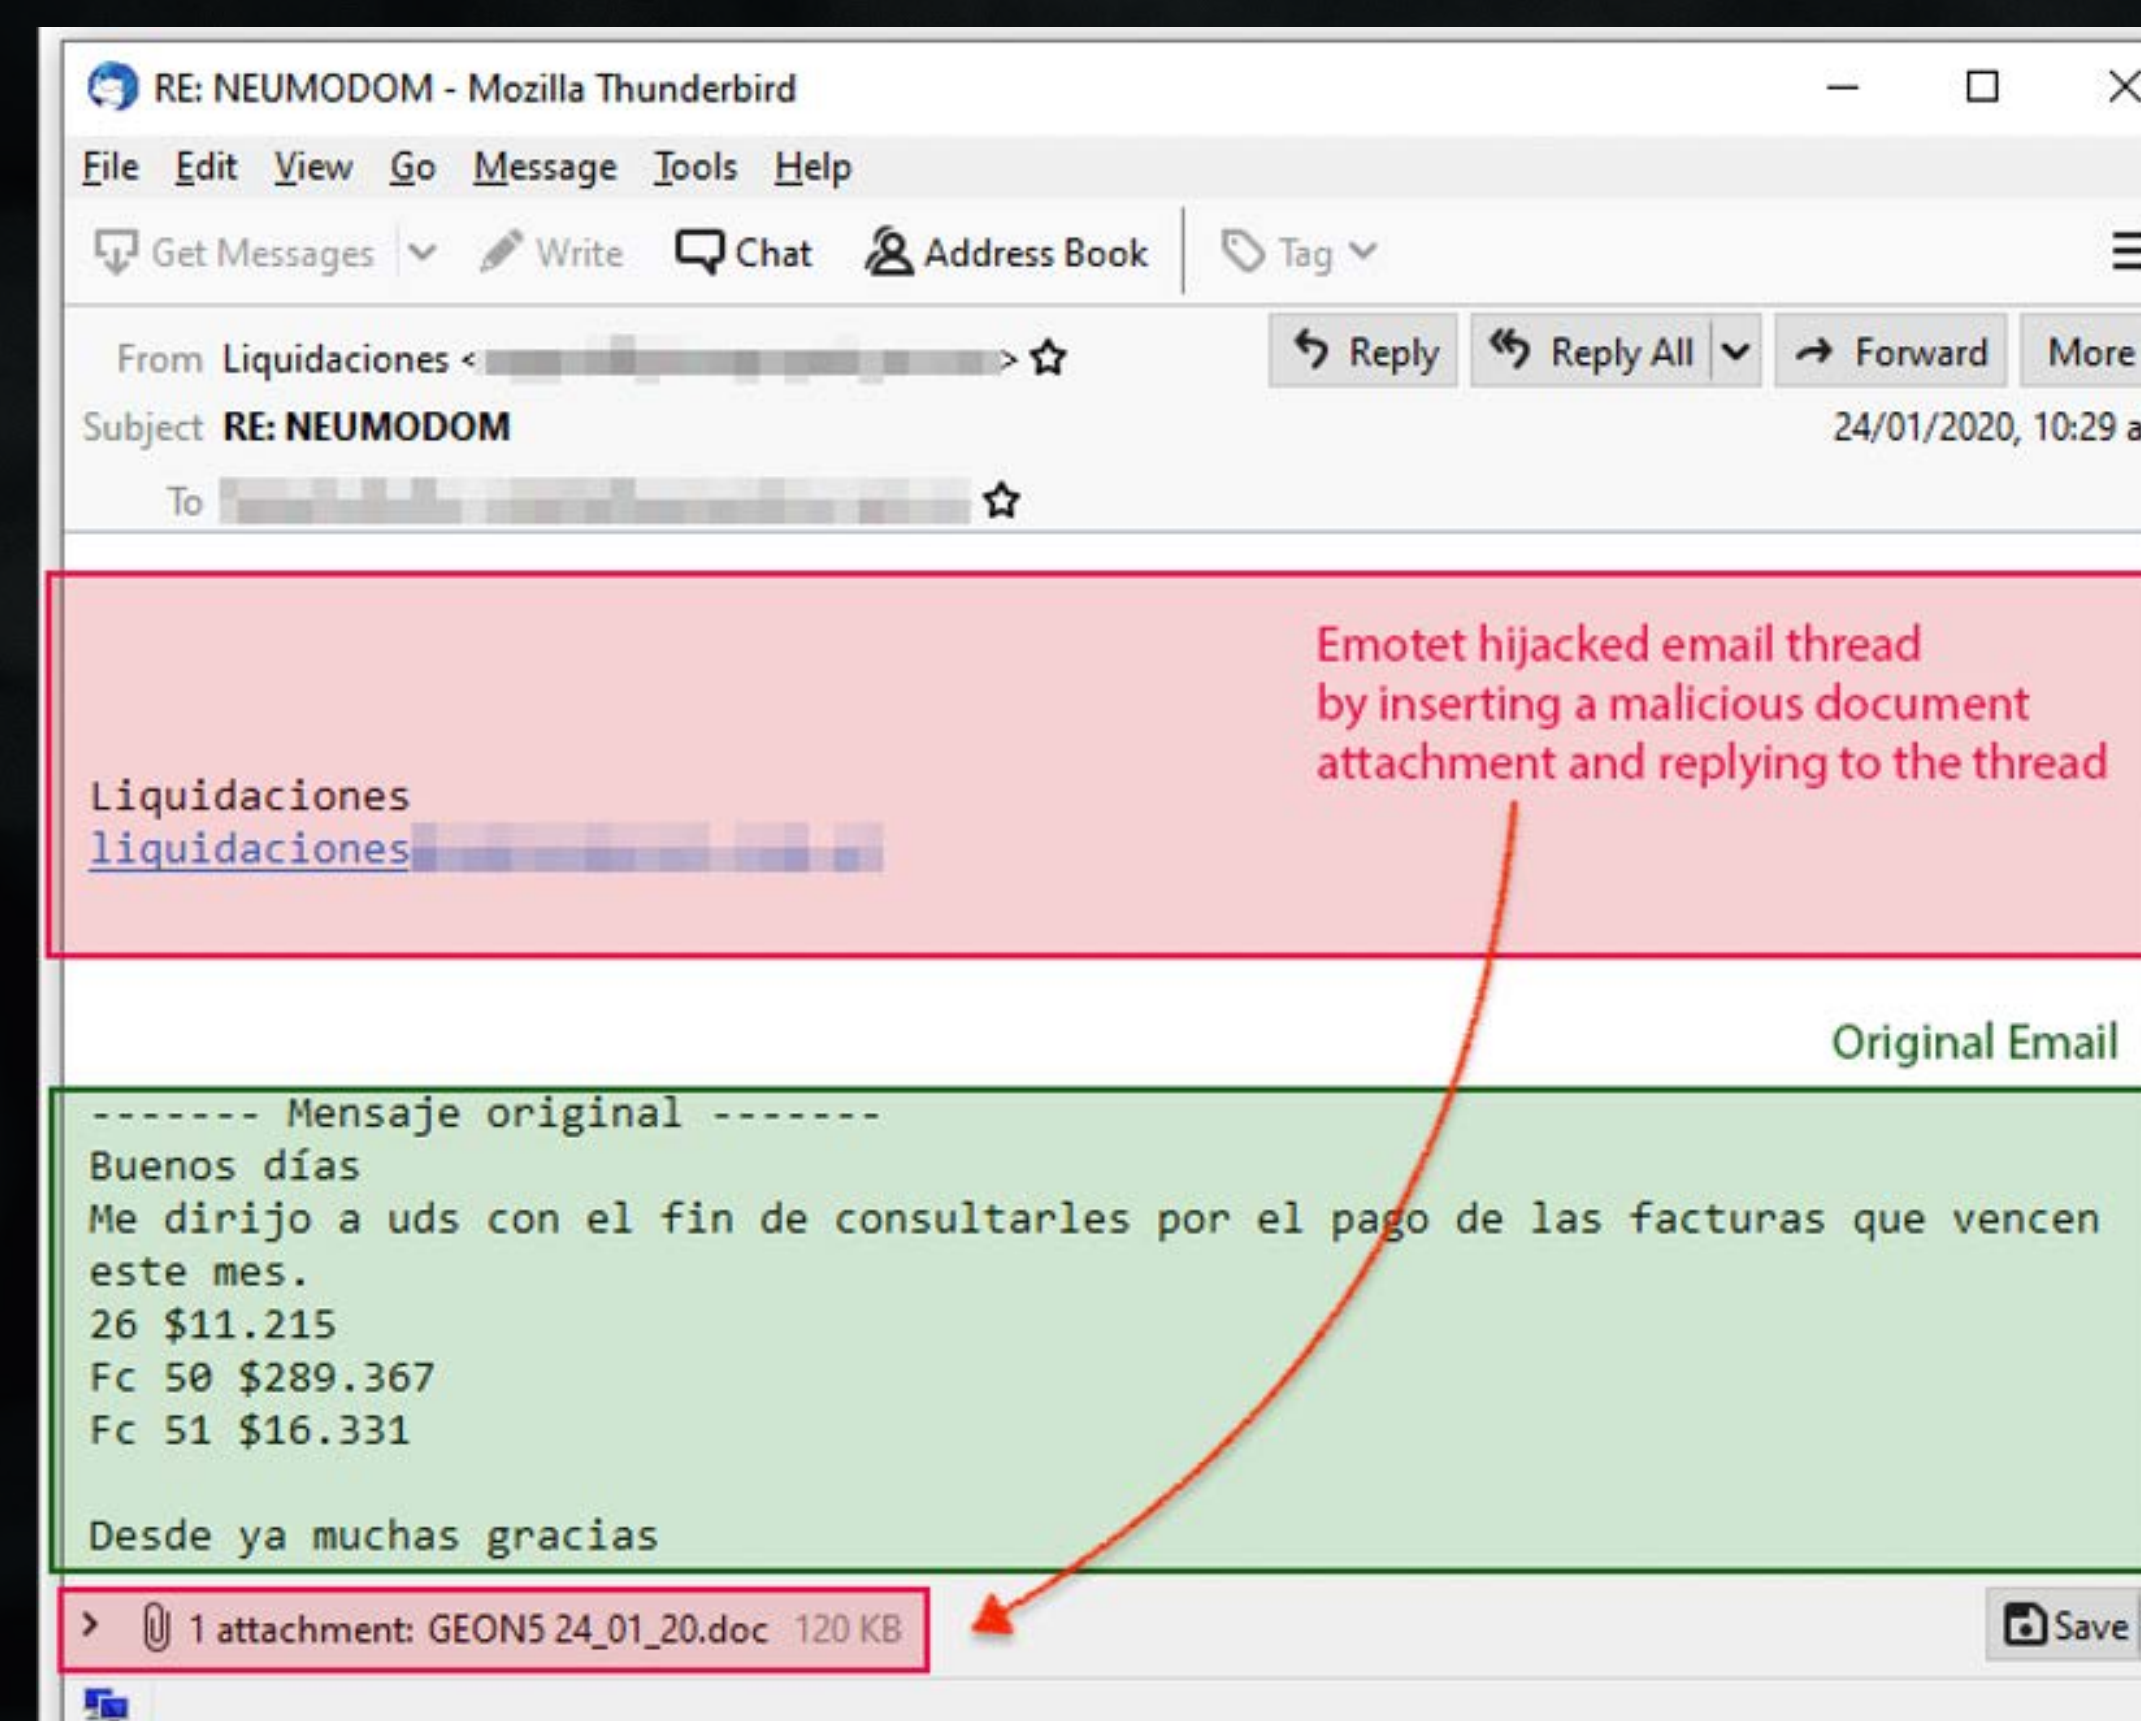 RE: NEUMODOM - Mozilla Thunderbird
File Edit View Go Message Tools Help
Get Messages Write Chat Address Book Tag
From Liquidaciones < > Reply Reply All Forward More
Subject RE: NEUMODOM 24/01/2020, 10:29
To
Emotet hijacked email thread
by inserting a malicious document
attachment and replying to the thread
Liquidaciones
liquidaciones
Original Email
------- Mensaje original -------
Buenos días
Me dirijo a uds con el fin de consultarles por el pago de las facturas que vencen
este mes.
26 $11.215
Fc 50 $289.367
Fc 51 $16.331
Desde ya muchas gracias
1 attachment: GEON5 24_01_20.doc 120 KB Save